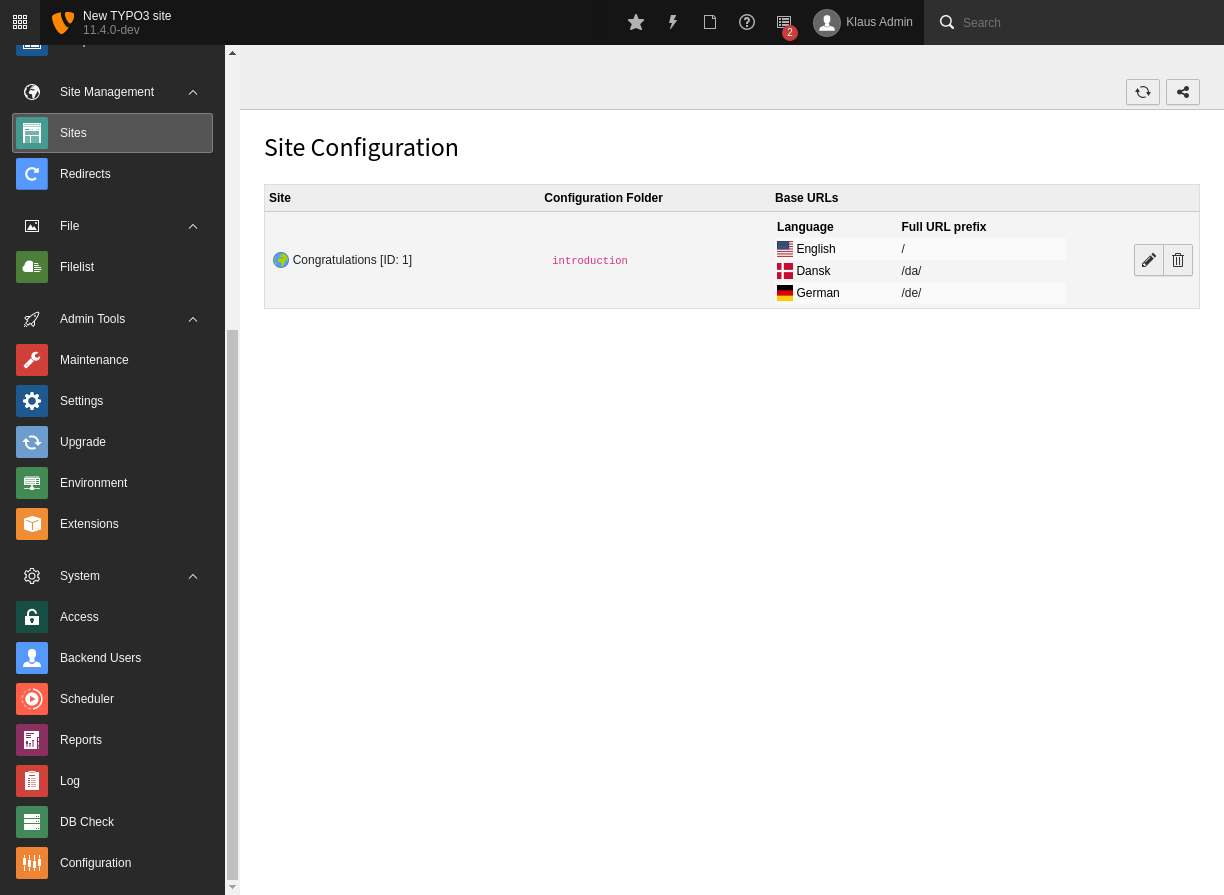 New TYPO3 site
11.4.0-dev
2
Klaus Admin
Search
Site Management
Sites
Redirects
File
Filelist
Admin Tools
Maintenance
Settings
Upgrade
Environment
Extensions
System
Access
Backend Users
Scheduler
Reports
Log
DB Check
Configuration
Site Configuration
Site Configuration Folder Base URLs
Language Full URL prefix
Congratulations [ID: 1] introduction
English /
Dansk /da/
German /de/